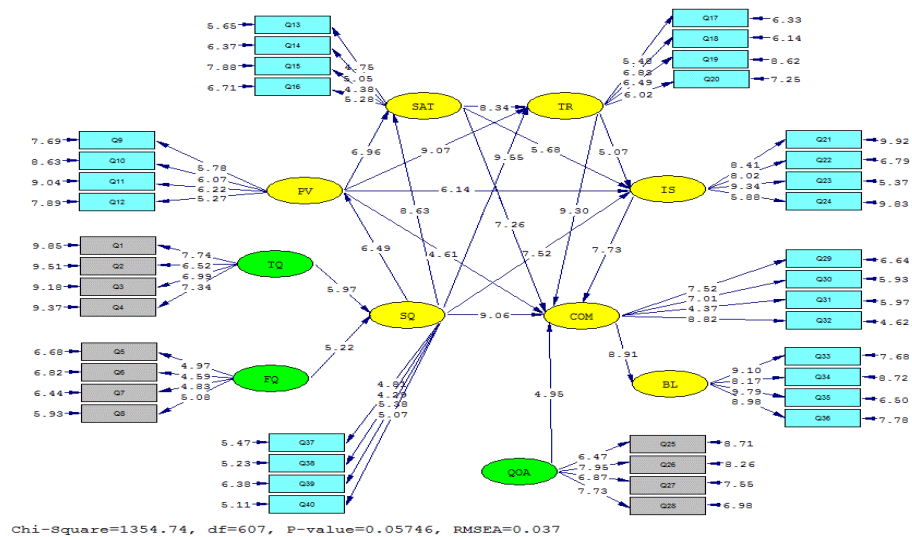 5.65 Q13
6.37 Q14
7.88 Q15
6.71 Q16
4.75
5.05
4.38
5.28
Q17 6.33
Q18 6.14
Q19 8.62
Q20 7.25
5.48
6.83
6.49
6.02
SAT 8.34 TR
7.69 Q9
8.63 Q10
9.04 Q11
7.89 Q12
5.78
6.07
6.22
5.27
PV
6.96
9.07
9.55
5.68
5.07
6.14
IS
8.41
8.02
9.34
5.88
Q21 9.92
Q22 6.79
Q23 5.37
Q24 9.83
8.63
7.26
9.30
6.49
4.61
7.52
7.73
9.85 Q1
9.51 Q2
9.18 Q3
9.37 Q4
7.74
6.52
6.99
7.34
TQ
5.97
SQ 9.06 COM
7.52
7.01
4.37
8.82
Q29 6.64
Q30 5.93
Q31 5.97
Q32 4.62
6.68 Q5
6.82 Q6
6.44 Q7
5.93 Q8
4.97
4.59
4.83
5.08
FQ
5.22
8.91
BL
9.10
8.17
9.79
8.98
Q33 7.68
Q34 8.72
Q35 6.50
Q36 7.78
4.81
4.29
5.38
5.07
4.95
5.47 Q37
5.23 Q38
6.38 Q39
5.11 Q40
QOA
6.47
7.95
6.87
7.73
Q25 8.71
Q26 8.26
Q27 7.55
Q28 6.98
Chi-Square=1354.74, df=607, P-value=0.05746, RMSEA=0.037